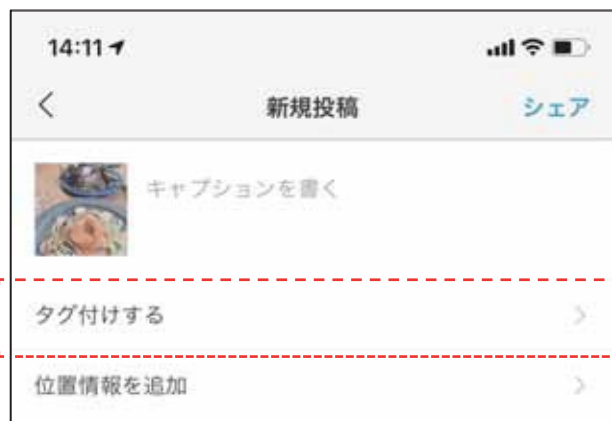 14:11
新規投稿 シェア
キャプションを書く
タグ付けする
位置情報を追加